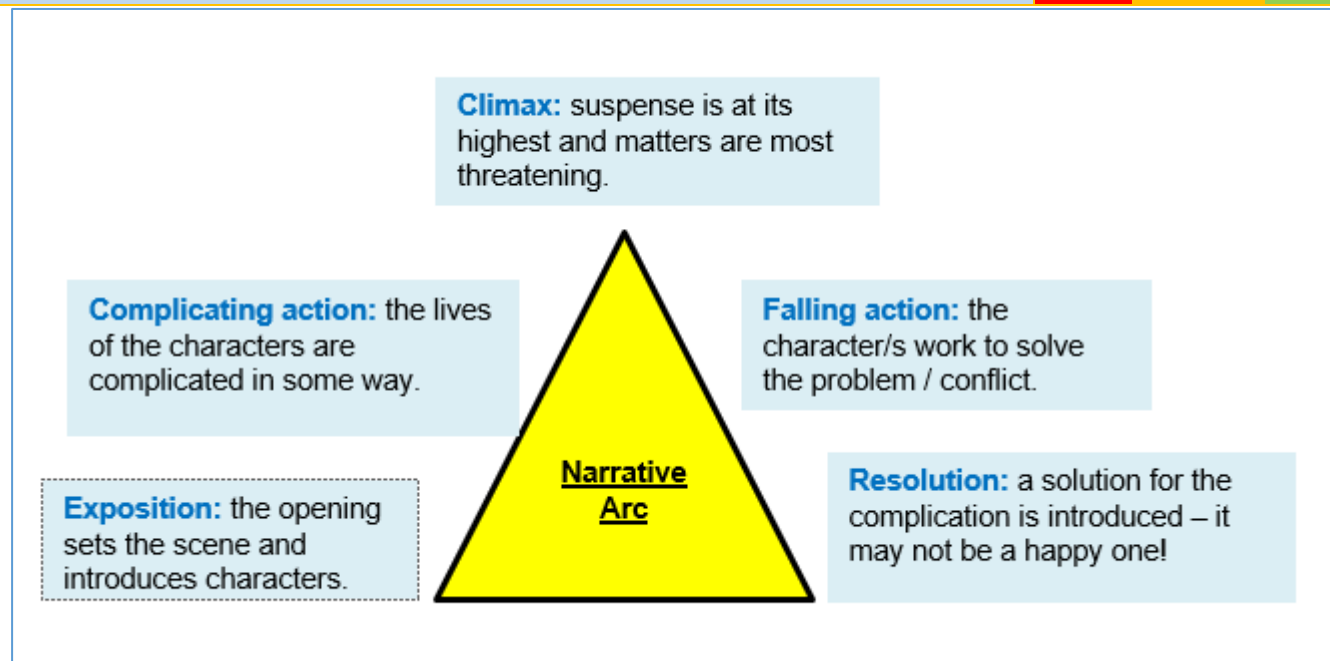 Climax: suspense is at its
highest and matters are most
threatening.
Complicating action: the lives
of the characters are
complicated in some way.
Falling action: the
character/s work to solve
the problem / conflict.
Narrative
Arc
Exposition: the opening
sets the scene and
introduces characters.
Resolution: a solution for the
complication is introduced – it
may not be a happy one!